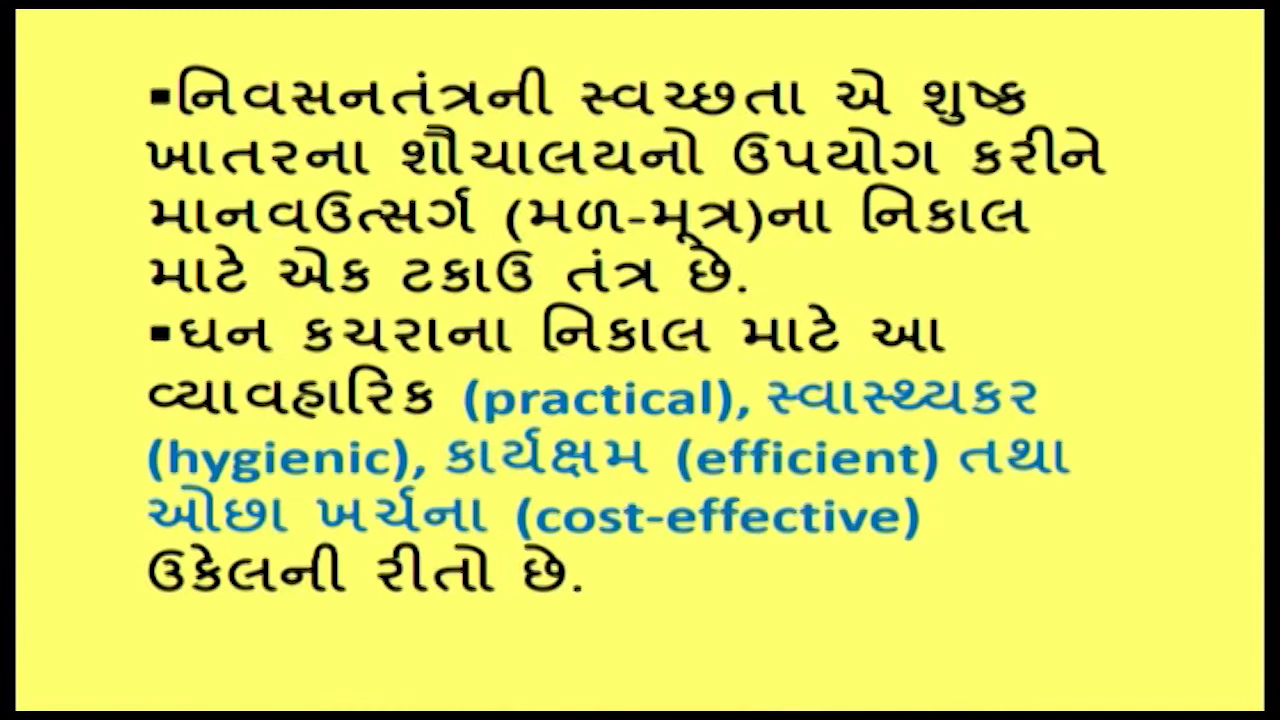 ▪નિવસનતંત્રની સ્વચ્છતા એ શુષ્ક
ખાતરના શૌચાલયનો ઉપયોગ કરીને
માનવઉત્સર્ગ (મળ-મૂત્ર)ના નિકાલ
માટે એક ટકાઉ તંત્ર છે.
▪ઘન કચરાના નિકાલ માટે આ
વ્યાવહારિક (practical), સ્વાસ્થ્યકર
(hygienic), કાર્યક્ષમ (efficient) તથા
ઓછા ખર્ચના (cost-effective)
ઉકેલની રીતો છે.